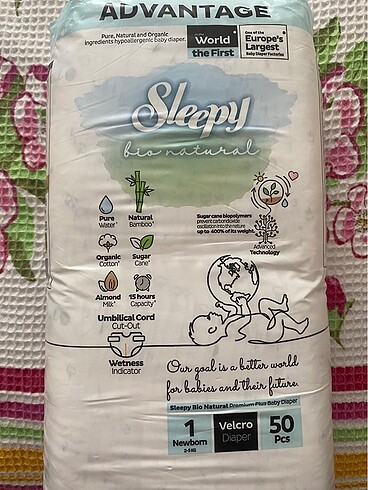 ADVANTAGE
Pure, Natural and Organic
ingredients hypoallergenic baby diaper.
World
the First
One of the
Europe's
Largest
Baby Diaper Factories
Sleepy
bio natural
Pure
Water
Natural
Bamboo
Organic
Cotton
Sugar
Cane
Almond
Milk
15 hours
Capacity
Umbilical Cord
Cut-Out
Wetness
Indicator
Sugar cane biopolymers
prevent carbondioxide
oscillation into the nature
up to 400% of its weight.
Advanced
Technology
Our goal is a better world
for babies and their future.
Sleepy Bio Natural Premium Plus Baby Diaper
1
Newborn
2-5 KG
Velcro
Diaper
50
Pcs